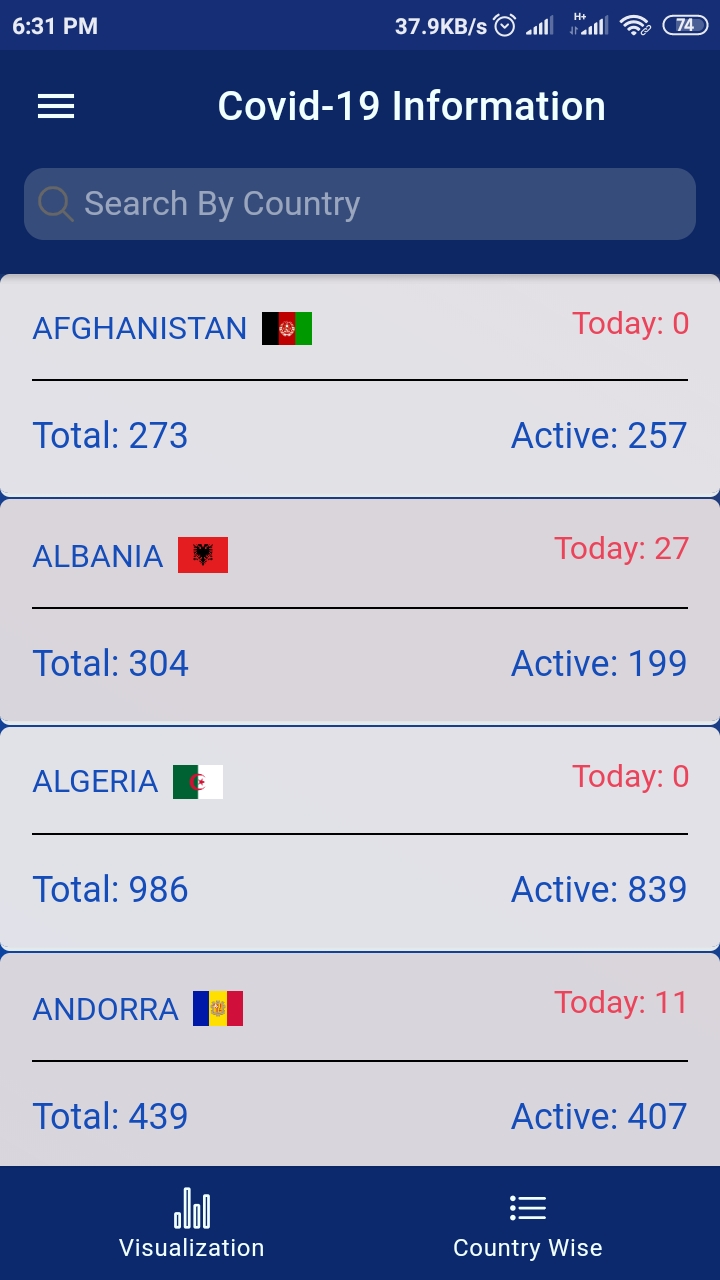 6:31 PM 37.9KB/s H+ 74
Covid-19 Information
Search By Country
AFGHANISTAN Today: 0
Total: 273 Active: 257
ALBANIA Today: 27
Total: 304 Active: 199
ALGERIA Today: 0
Total: 986 Active: 839
ANDORRA Today: 11
Total: 439 Active: 407
Visualization Country Wise